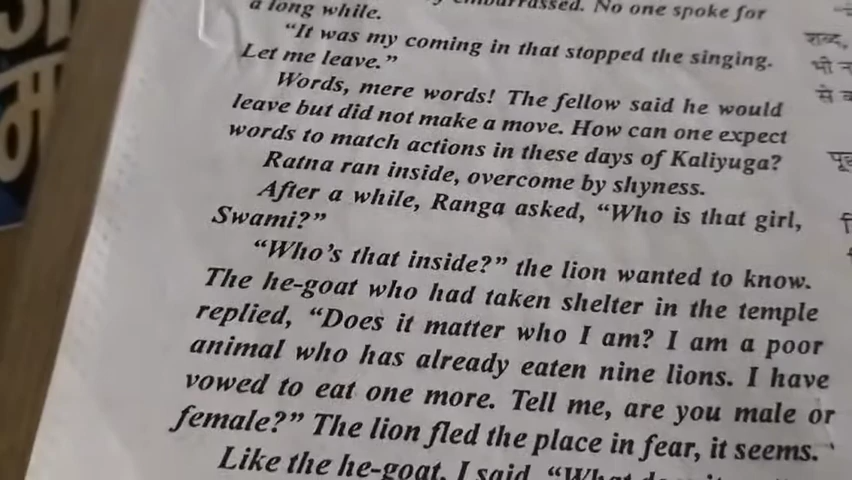 a long while.
embarrassed. No one spoke for
"It was my coming in that stopped the singing.
Let me leave."
Words, mere words! The fellow said he would
leave but did not make a move. How can one expect
words to match actions in these days of Kaliyuga?
Ratna ran inside, overcome by shyness.
After a while, Ranga asked, "Who is that girl,
Swami?"
"Who's that inside?" the lion wanted to know.
The he-goat who had taken shelter in the temple
replied, "Does it matter who I am? I am a poor
animal who has already eaten nine lions. I have
vowed to eat one more. Tell me, are you male or
female?" The lion fled the place in fear, it seems.
Like the he-goat, I said, "What
शब्द,
भी
से